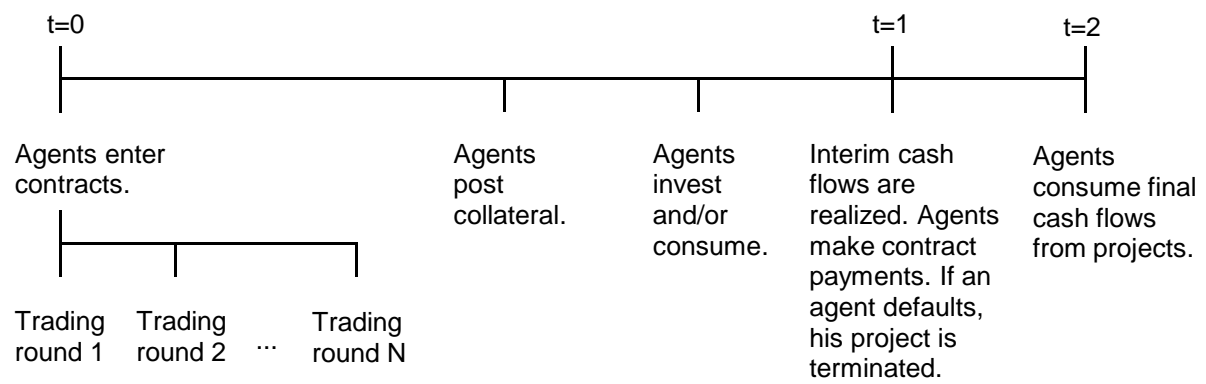 t=0
t=1
t=2
Agents enter
contracts.
Agents
post
collateral.
Agents
invest
and/or
consume.
Interim cash
flows are
realized. Agents
make contract
payments. If an
agent defaults,
his project is
terminated.
Agents
consume final
cash flows
from projects.
Trading
round 1
Trading
round 2
...
Trading
round N